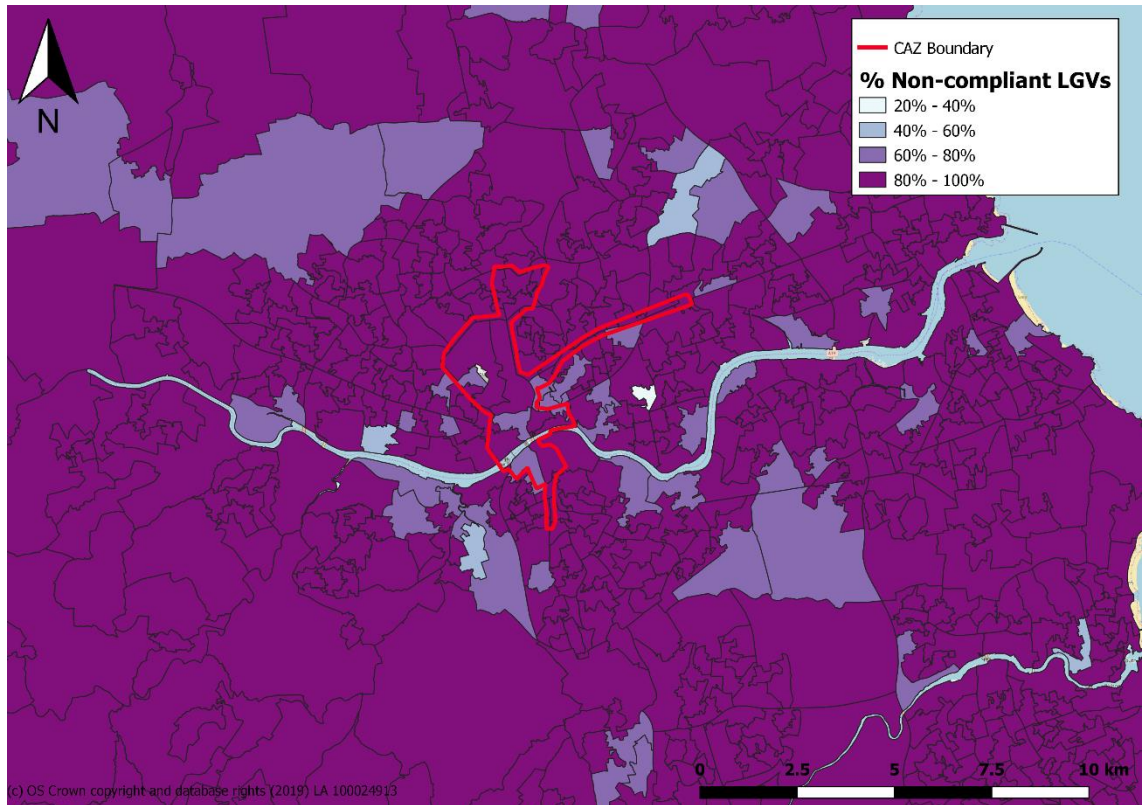 N
CAZ Boundary
% Non-compliant LGVs
20% - 40%
40% - 60%
60% - 80%
80% - 100%
0 2.5 5 7.5 10 km
(c) OS Crown copyright and database rights (2019) LA 100024913